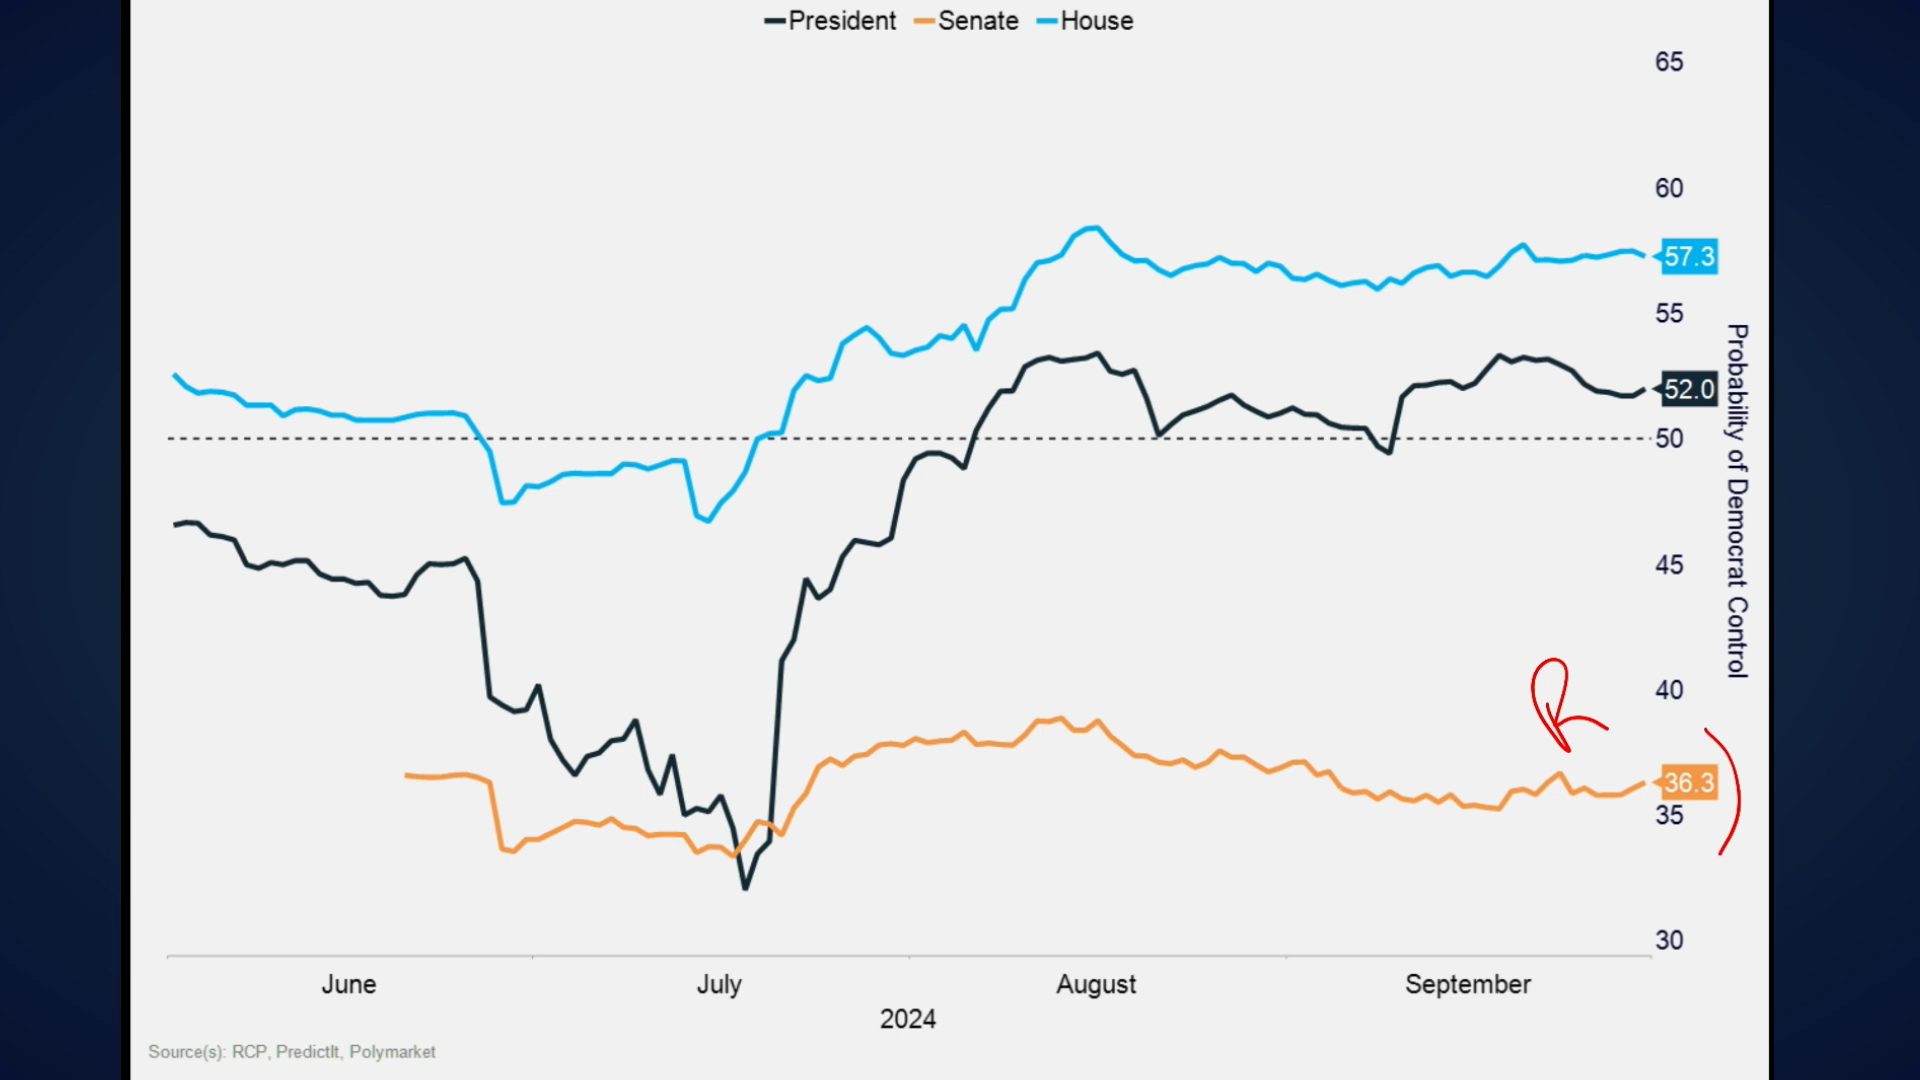 President Senate House
65
60
57.3
55
52.0
50
45
40
R
36.3
35
30
Probability of Democrat Control
June July August September
2024
Source(s): RCP, PredictIt, Polymarket